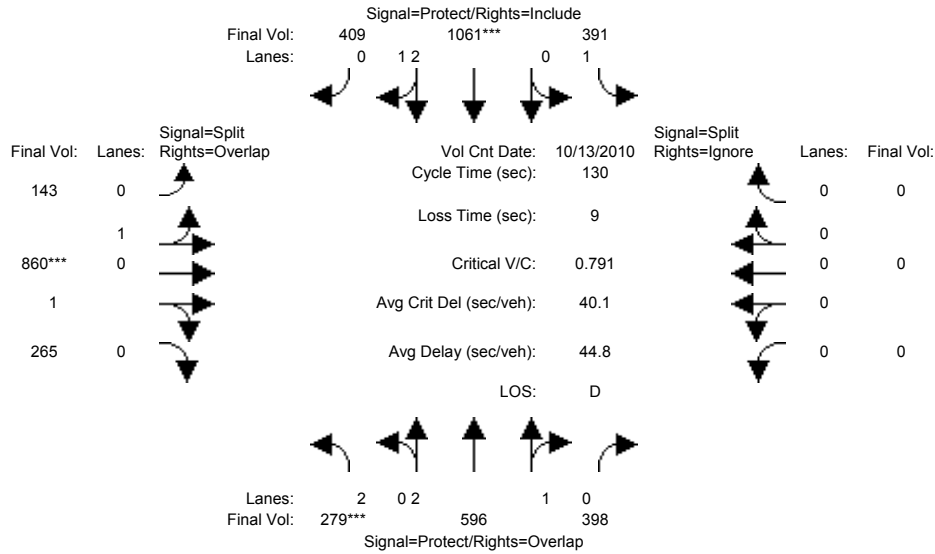 Signal=Protect/Rights=Include
Final Vol: 409 1061*** 391
Lanes: 0 1 2 0 1
Signal=Split Signal=Split
Final Vol: Lanes: Rights=Overlap Vol Cnt Date: 10/13/2010 Rights=Ignore Lanes: Final Vol:
Cycle Time (sec): 130
143 0 0 0
Loss Time (sec): 9
1 0
860*** 0 Critical V/C: 0.791 0 0
1 Avg Crit Del (sec/veh): 40.1 0
265 0 Avg Delay (sec/veh): 44.8 0 0
LOS: D
Lanes: 2 0 2 1 0
Final Vol: 279*** 596 398
Signal=Protect/Rights=Overlap